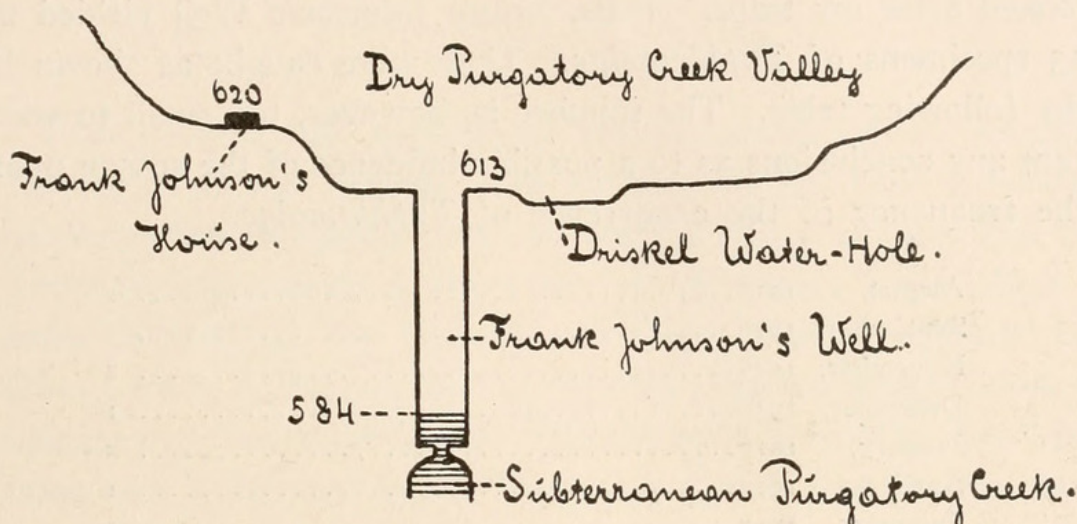 Dry Purgatory Creek Valley
620
Frank Johnson's
House.
613
Driskel Water-Hole.
Frank Johnson's Well.
584
Subterranean Purgatory Creek.